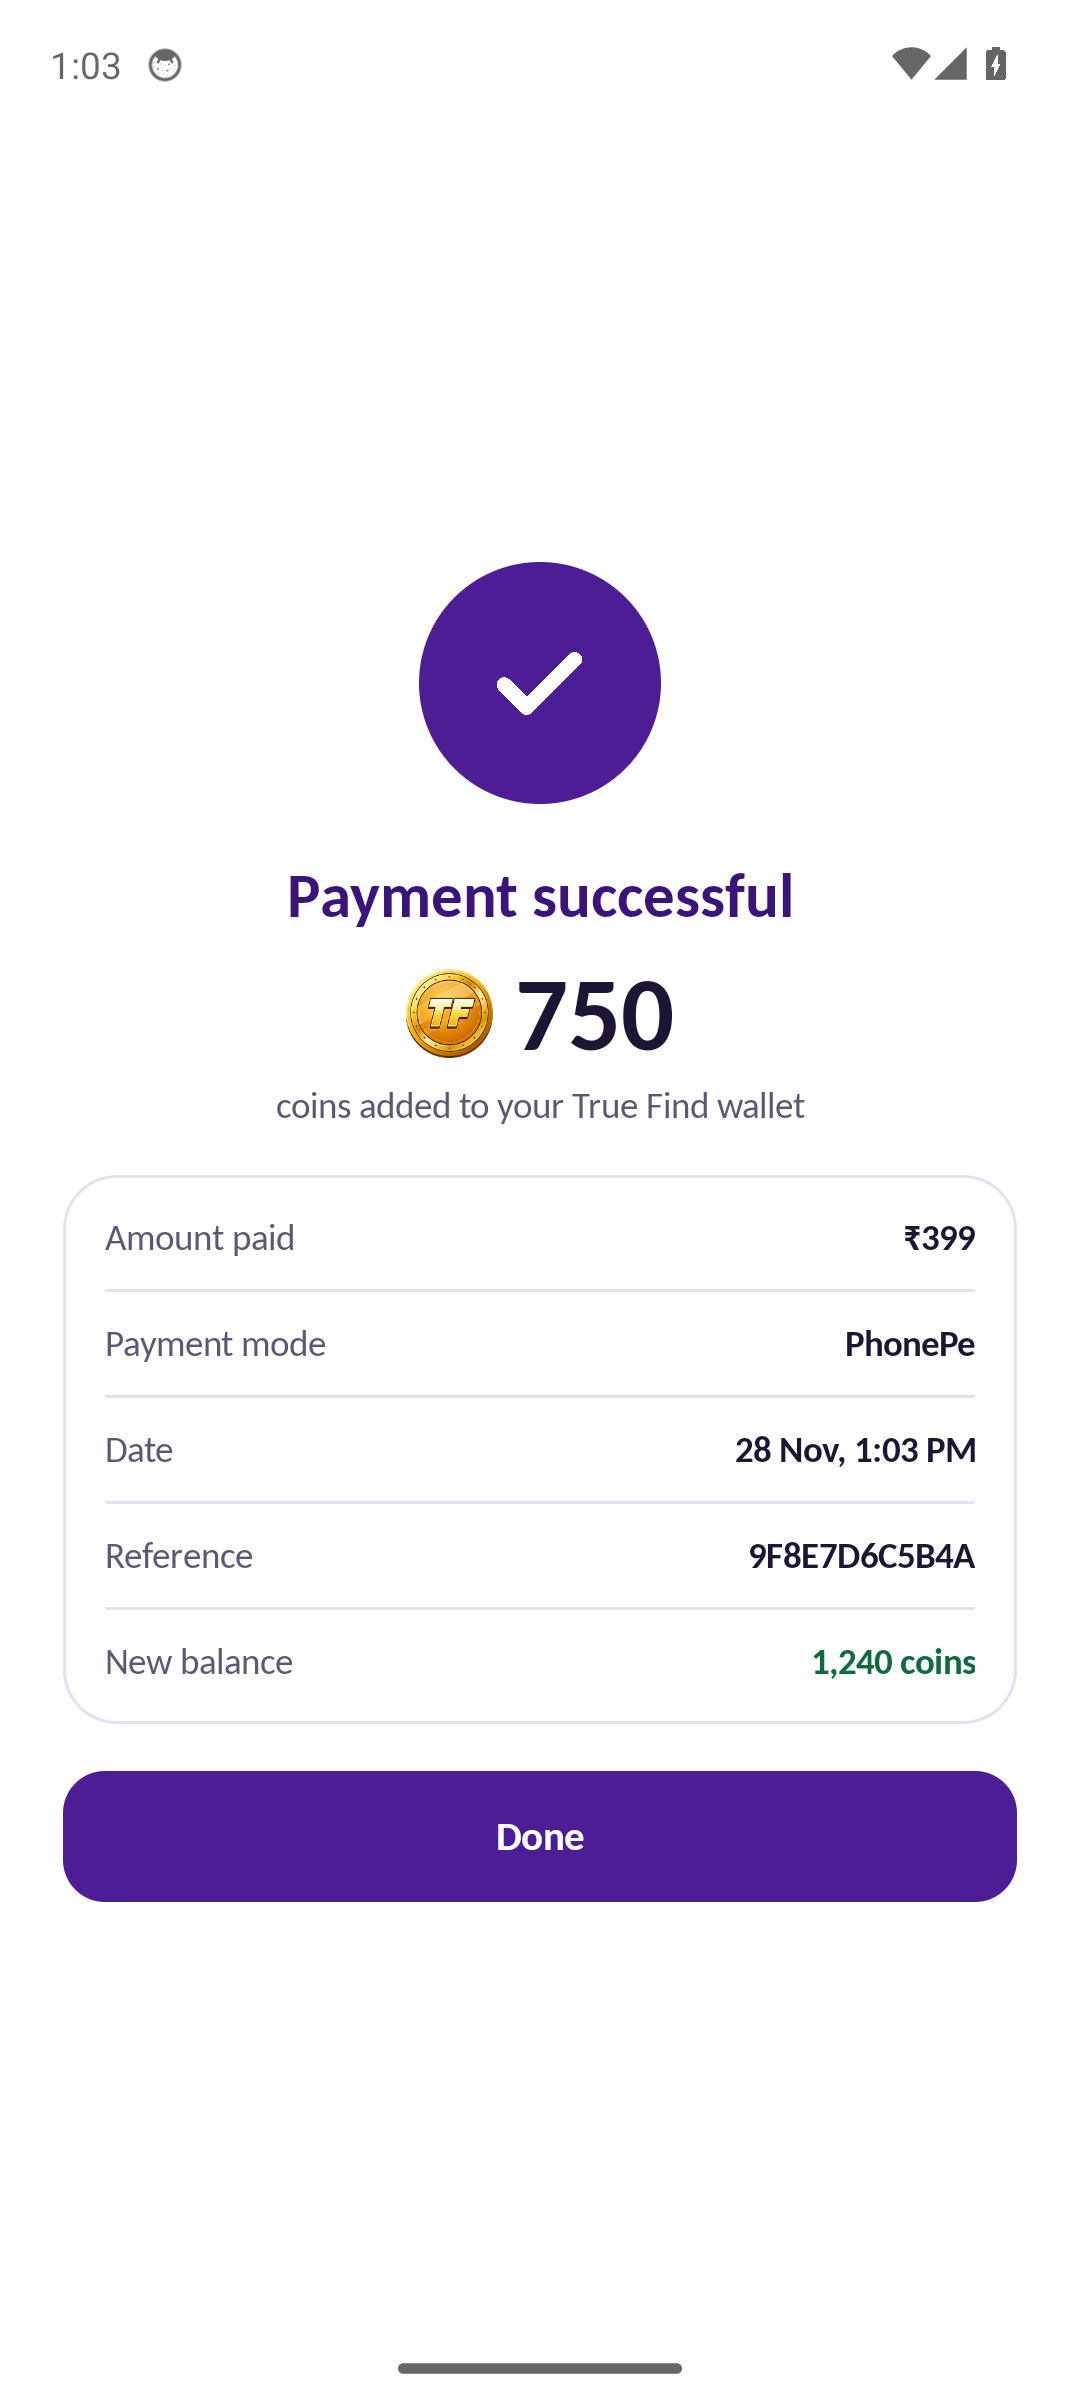 1:03
Payment successful
TF 750
coins added to your True Find wallet
Amount paid ₹399
Payment mode PhonePe
Date 28 Nov, 1:03 PM
Reference 9F8E7D6C5B4A
New balance 1,240 coins
Done